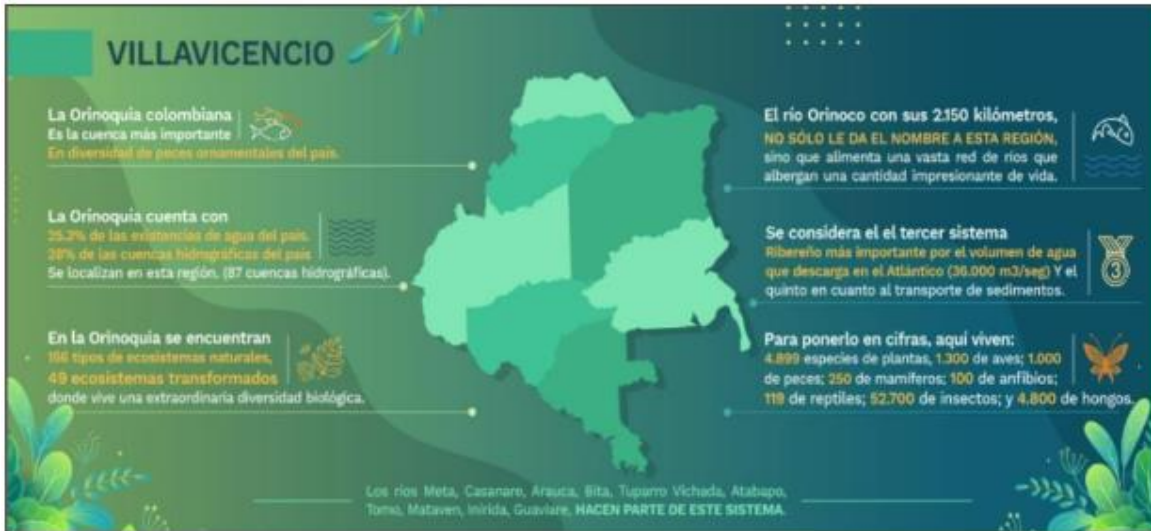 VILLAVICENCIO
La Orinoquia colombiana
Es la cuenca más importante
En diversidad de peces ornamentales del país.
La Orinoquia cuenta con
35.3% de las existencias de agua del país.
28% de las cuencas hidrográficas del país
Se localizan en esta región. (87 cuencas hidrográficas).
En la Orinoquia se encuentran
166 tipos de ecosistemas naturales,
49 ecosistemas transformados
donde vive una extraordinaria diversidad biológica.
El río Orinoco con sus 2.150 kilómetros,
NO SÓLO LE DA EL NOMBRE A ESTA REGIÓN,
sino que alimenta una vasta red de ríos que
albergan una cantidad impresionante de vida.
Se considera el el tercer sistema
Ribereño más importante por el volumen de agua
que descarga en el Atlántico (36.000 m3/seg) Y el
quinto en cuanto al transporte de sedimentos.
3
Para ponerlo en cifras, aquí viven:
4.899 especies de plantas, 1.300 de aves; 1.000
de peces; 250 de mamíferos; 100 de anfibios;
119 de reptiles; 52.700 de insectos; y 4.800 de hongos.
Los ríos Meta, Casanare, Arauca, Bita, Tuparro Vichada, Atabapo,
Tomo, Mataven, Inirida, Guaviare, HACEN PARTE DE ESTE SISTEMA.